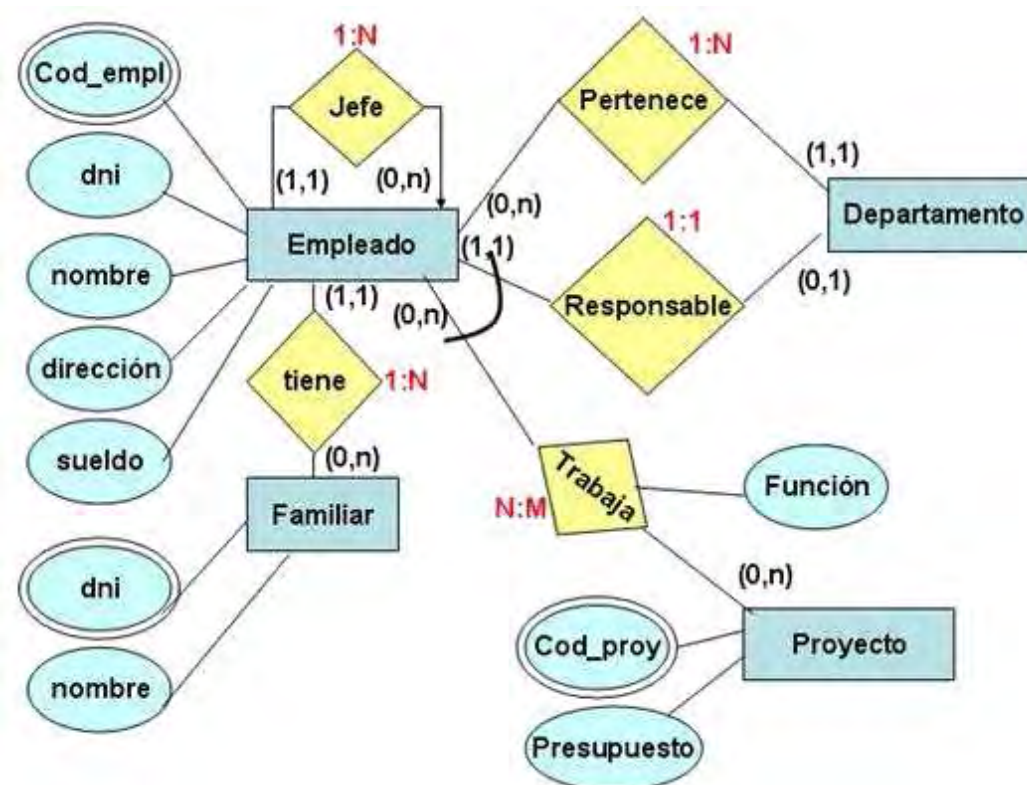 1:N
1:N
Cod_empl
Jefe
Pertenece
dni
(1,1)
(0,n)
(1,1)
(0,n)
1:1
Departamento
Empleado
(1,1)
nombre
(1,1)
(0,n)
Responsable
(0,1)
dirección
tiene
1:N
sueldo
(0,n)
Trabaja
Función
N:M
Familiar
dni
(0,n)
Cod_proy
Proyecto
nombre
Presupuesto